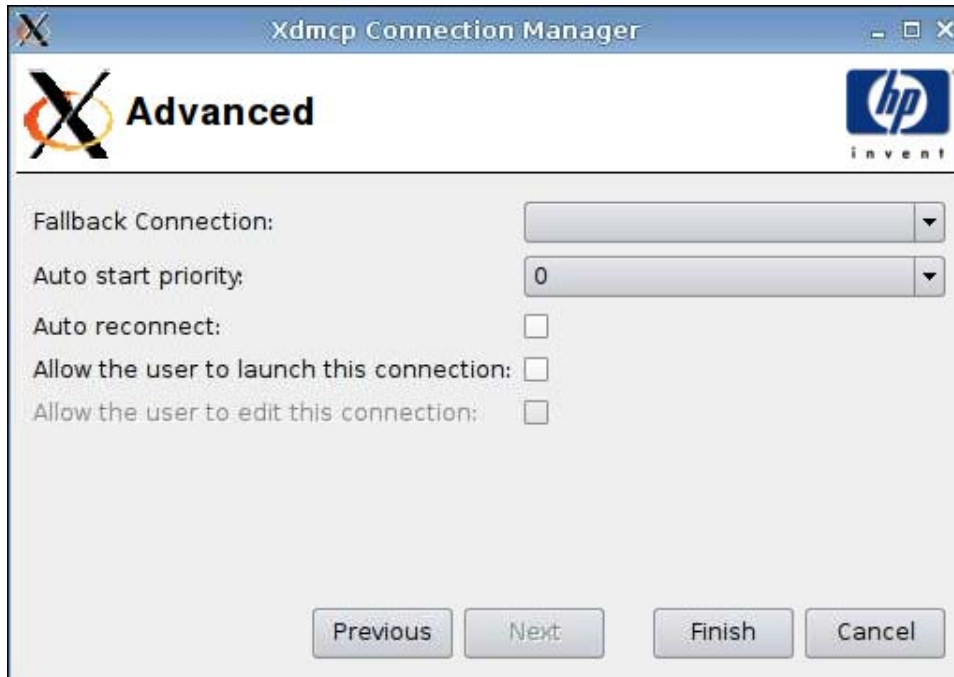 Xdmcp Connection Manager
Advanced
hp
invent
Fallback Connection:
Auto start priority: 0
Auto reconnect:
Allow the user to launch this connection:
Allow the user to edit this connection:
Previous Next Finish Cancel